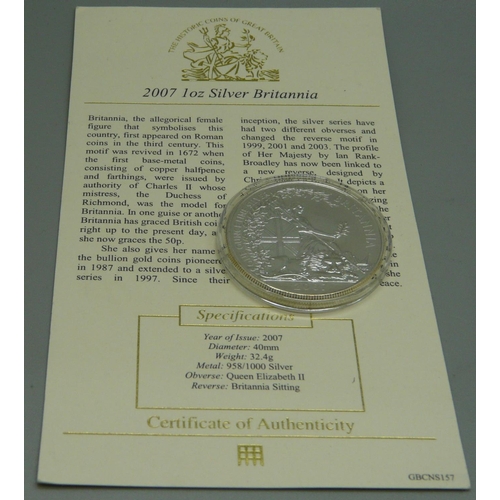 THE HISTORIC COINS OF GREAT BRITAIN
2007 1oz Silver Britannia
Britannia, the allegorical female
figure that symbolises this
country, first appeared on Roman
coins in the third century. This
motif was revived in 1672 when
the first base-metal coins,
consisting of copper halfpence
and farthings, were issued by
authority of Charles II whose
mistress, the Duchess of
Richmond, was the model for
Britannia. In one guise or anothe
Britannia has graced British coi
right up to the present day, a
she now graces the 50p.
She also gives her name
the bullion gold coins pioneere
in 1987 and extended to a silve
series in 1997. Since their
inception, the silver series have
had two different obverses and
changed the reverse motif in
1999, 2001 and 2003. The profile
of Her Majesty by Ian Rank-
Broadley has now been linked to
a new reverse, designed by
depicts a
on her
she
eace.
Specifications
Year of Issue: 2007
Diameter: 40mm
Weight: 32.4g
Metal: 958/1000 Silver
Obverse: Queen Elizabeth II
Reverse: Britannia Sitting
Certificate of Authenticity
GBCNS157